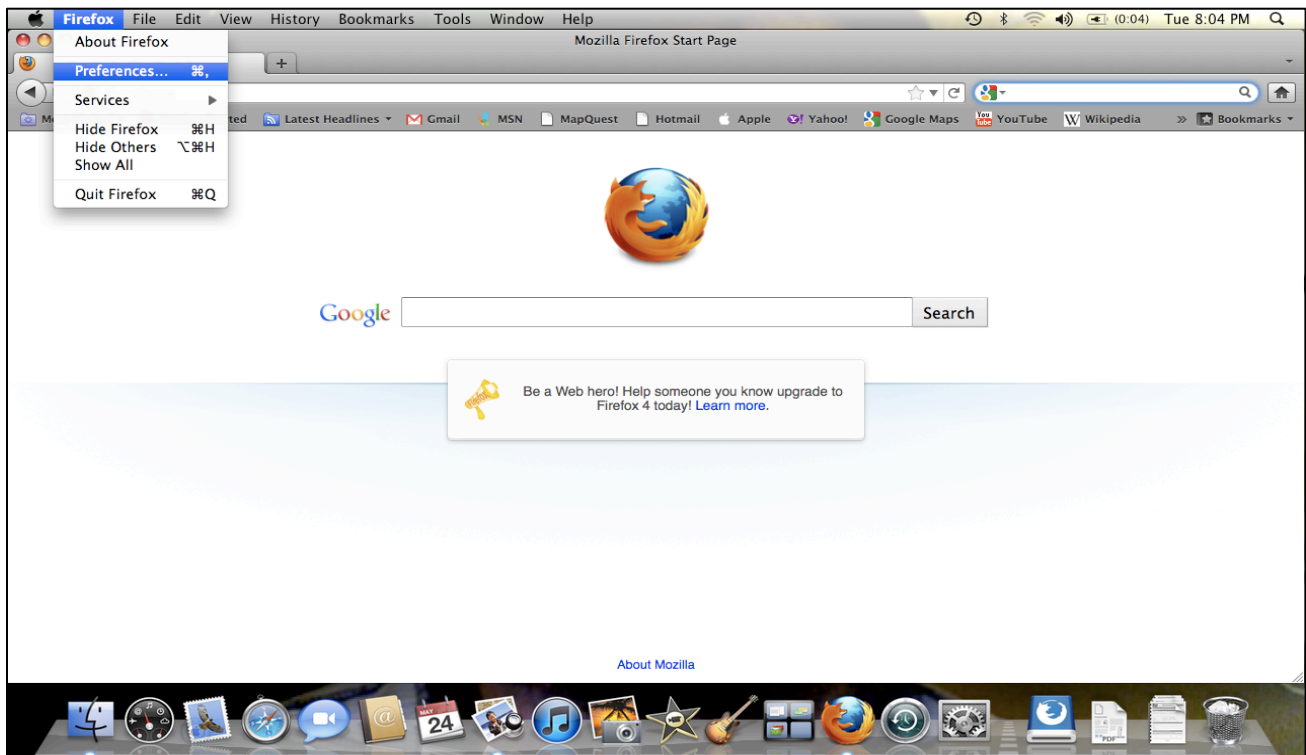 Firefox File Edit View History Bookmarks Tools Window Help (0:04) Tue 8:04 PM
Mozilla Firefox Start Page
About Firefox
+
Preferences... ⌘,
Services
ted Latest Headlines Gmail MSN MapQuest Hotmail Apple Yahoo! Google Maps YouTube Wikipedia » Bookmarks
Hide Firefox ⌘H
Hide Others ⌥⌘H
Show All
Quit Firefox ⌘Q
Google Search
Be a Web hero! Help someone you know upgrade to
Firefox 4 today! Learn more.
About Mozilla
MAY
24
PDF